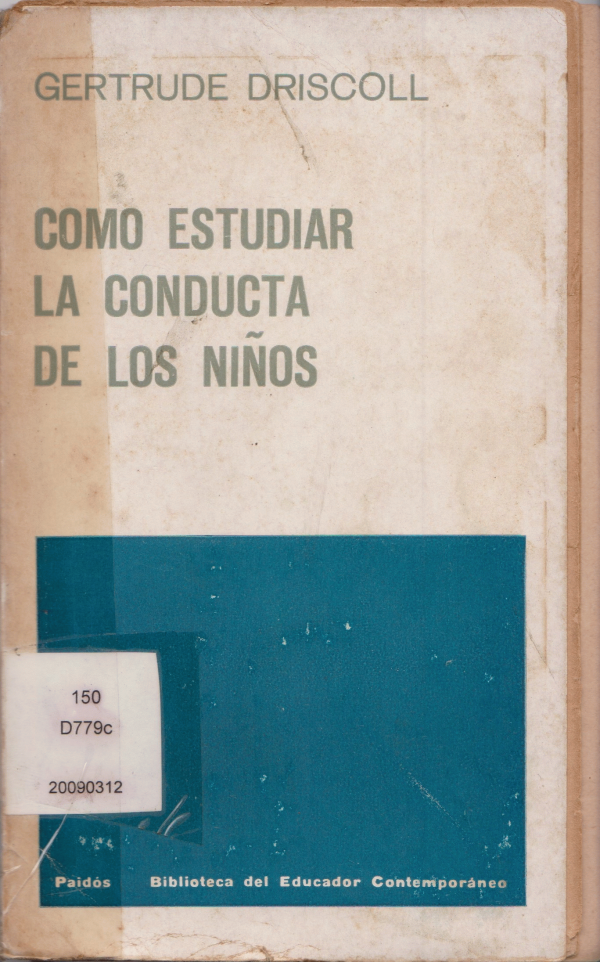 GERTRUDE DRISCOLL
COMO ESTUDIAR
LA CONDUCTA
DE LOS NIÑOS
150
D779c
20090312
Paidós Biblioteca del Educador Contemporáneo